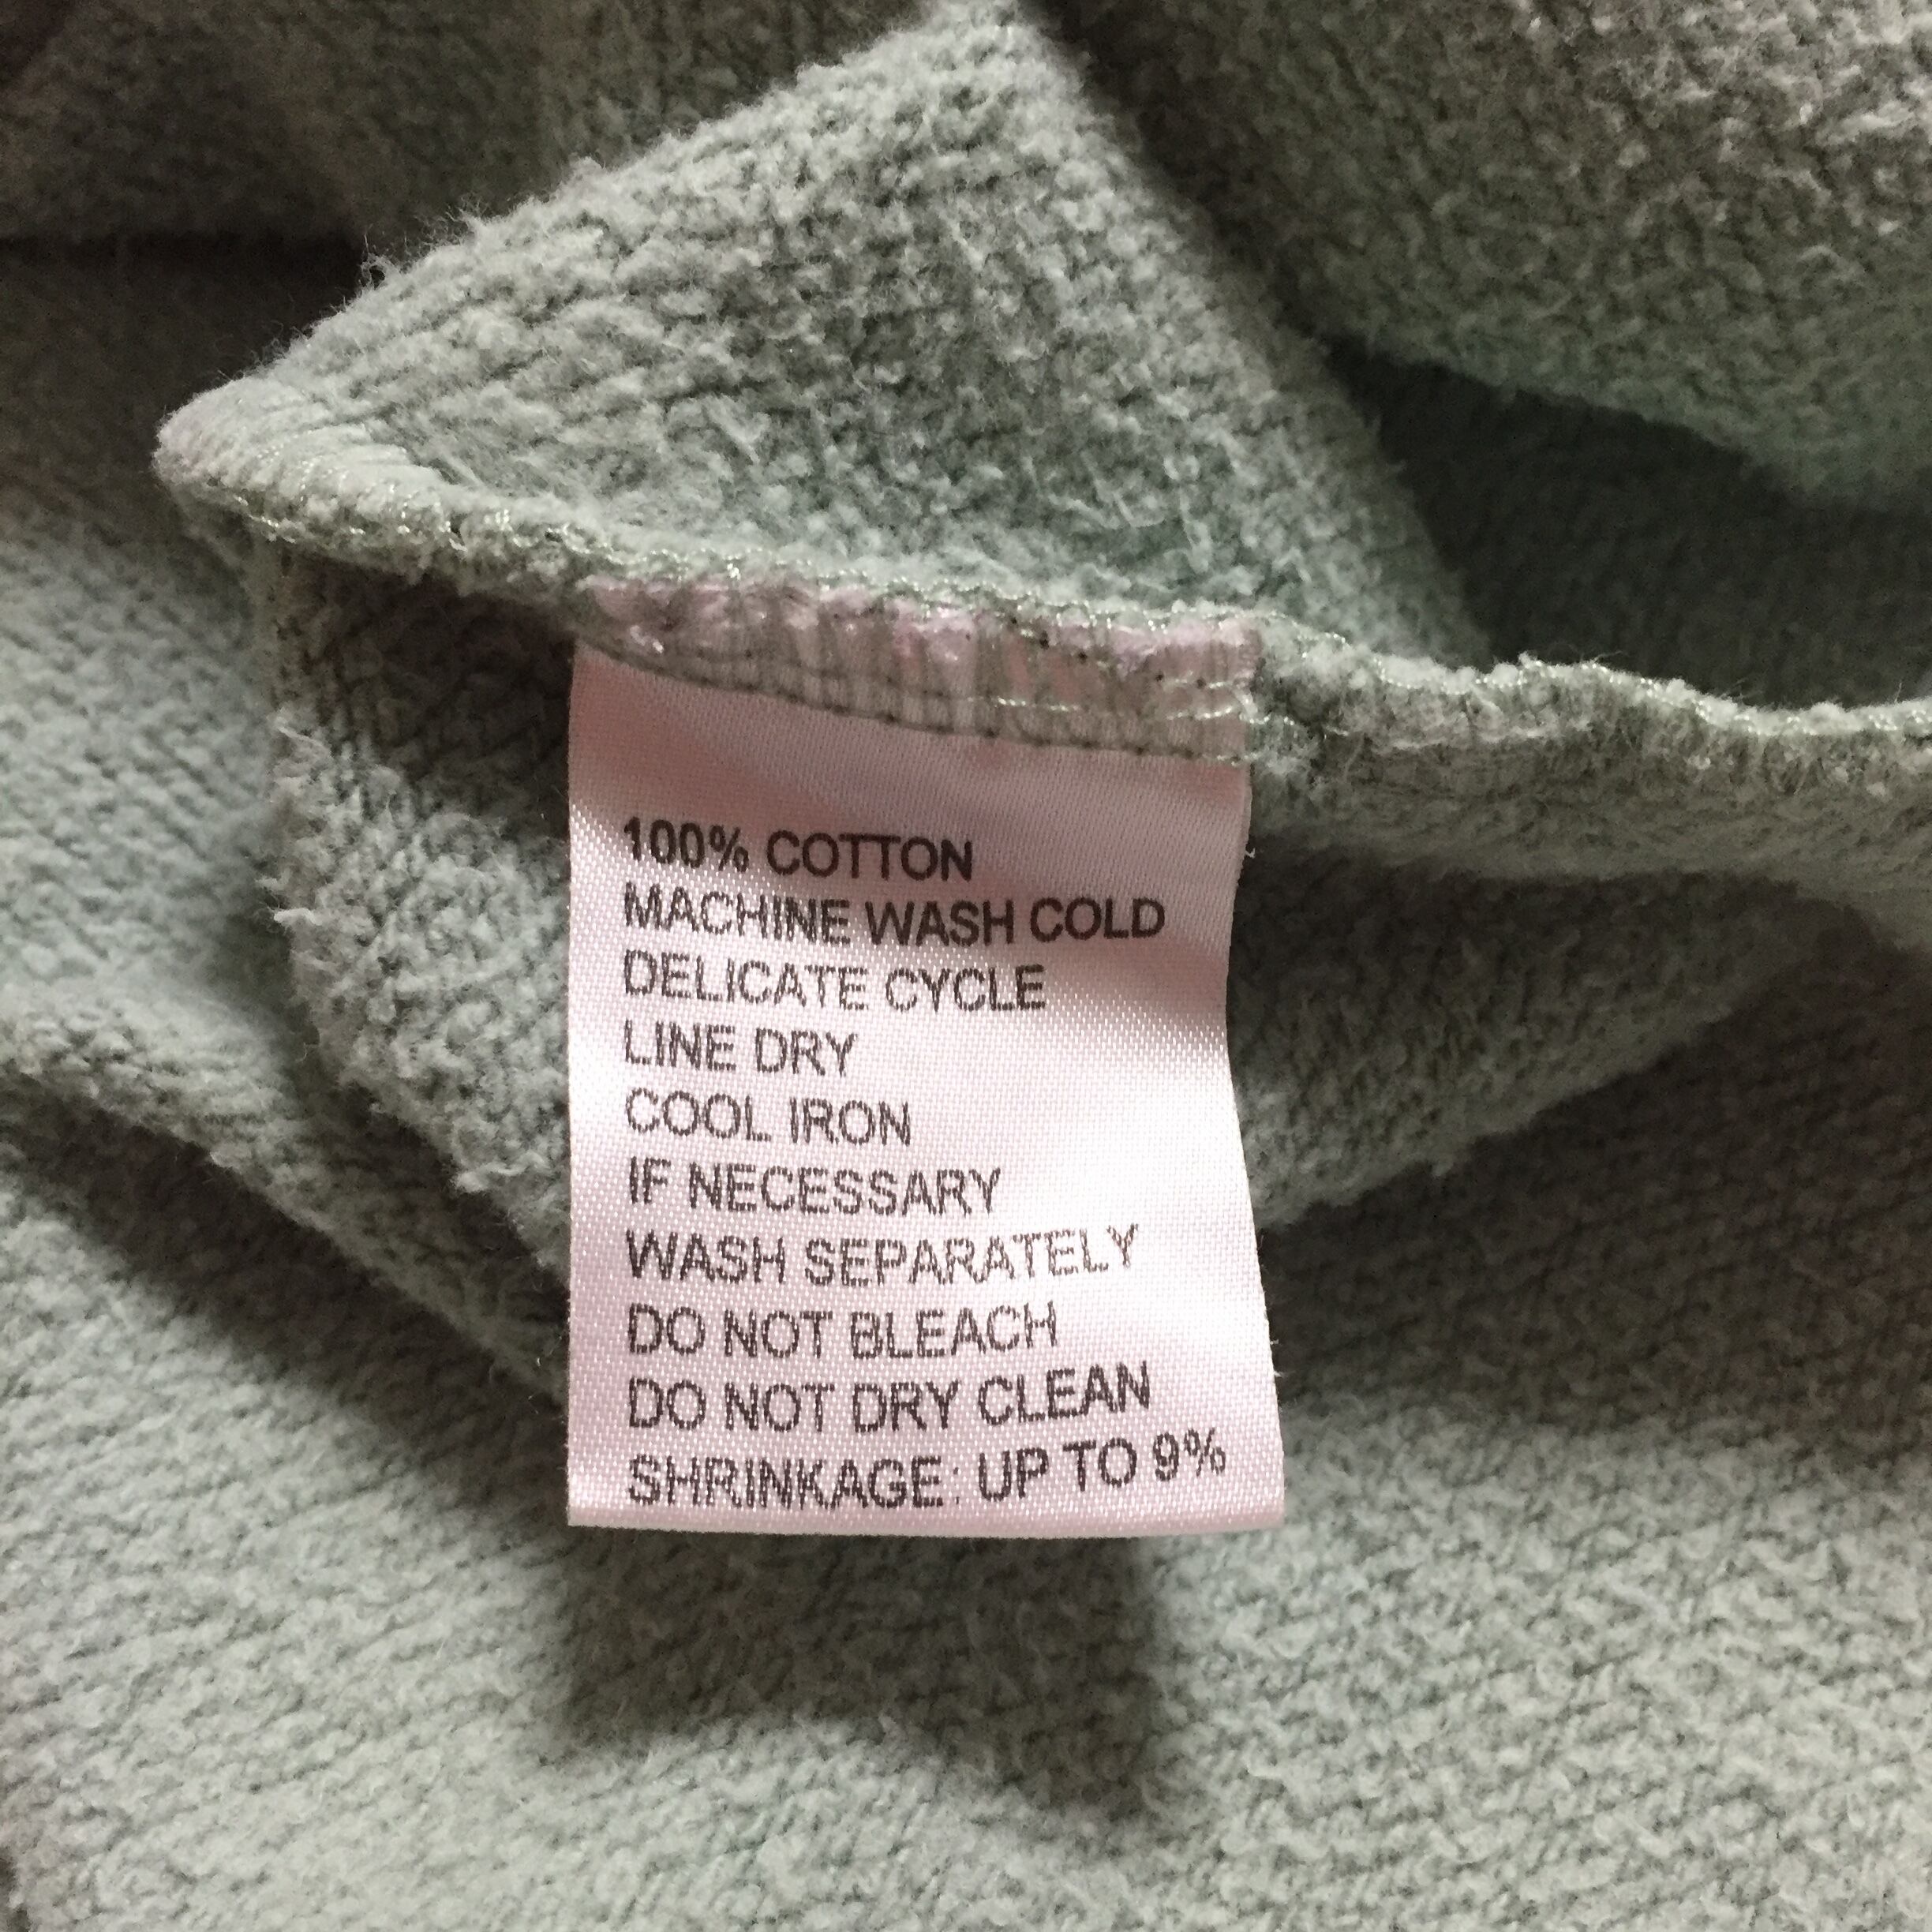 100% COTTON
MACHINE WASH COLD
DELICATE CYCLE
LINE DRY
COOL IRON
IF NECESSARY
WASH SEPARATELY
DO NOT BLEACH
DO NOT DRY CLEAN
SHRINKAGE: UP TO 9%